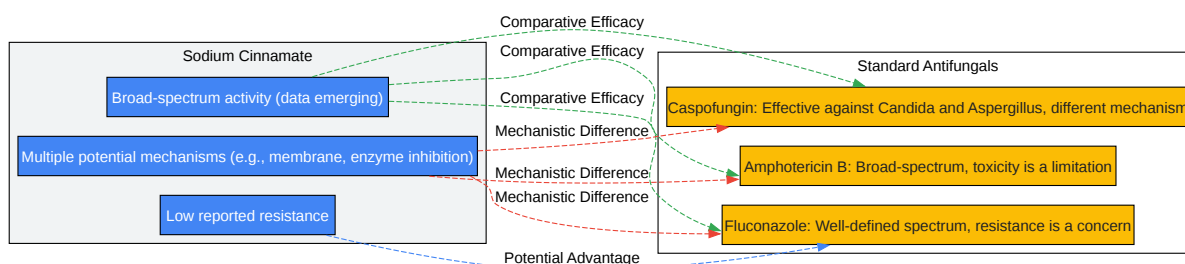 Comparative Efficacy
Sodium Cinnamate
Comparative Efficacy
Standard Antifungals
Broad-spectrum activity (data emerging)
Comparative Efficacy
Caspofungin: Effective against Candida and Aspergillus, different mechanism
Mechanistic Difference
Multiple potential mechanisms (e.g., membrane, enzyme inhibition)
Mechanistic Difference
Amphotericin B: Broad-spectrum, toxicity is a limitation
Mechanistic Difference
Low reported resistance
Fluconazole: Well-defined spectrum, resistance is a concern
Potential Advantage